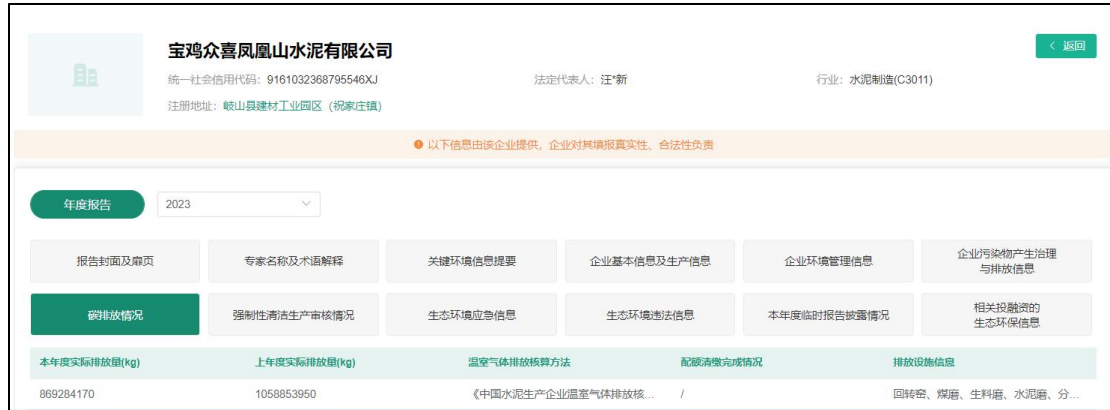 宝鸡众喜凤凰山水泥有限公司
返回
统一社会信用代码：9161032368795546XJ 法定代表人：汪*新 行业：水泥制造(C3011)
注册地址：岐山县建材工业园区（祝家庄镇）
以下信息由该企业提供，企业对其填报真实性、合法性负责
年度报告 2023
报告封面及扉页 专家名称及术语解释 关键环境信息提要 企业基本信息及生产信息 企业环境管理信息 企业污染物产生治理
与排放信息
碳排放情况 强制性清洁生产审核情况 生态环境应急信息 生态环境违法信息 本年度临时报告披露情况 相关投融资的
生态环保信息
本年度实际排放量(kg) 上年度实际排放量(kg) 温室气体排放核算方法 配额清缴完成情况 排放设施信息
869284170 1058853950 《中国水泥生产企业温室气体排放核... / 回转窑、煤磨、生料磨、水泥磨、分...